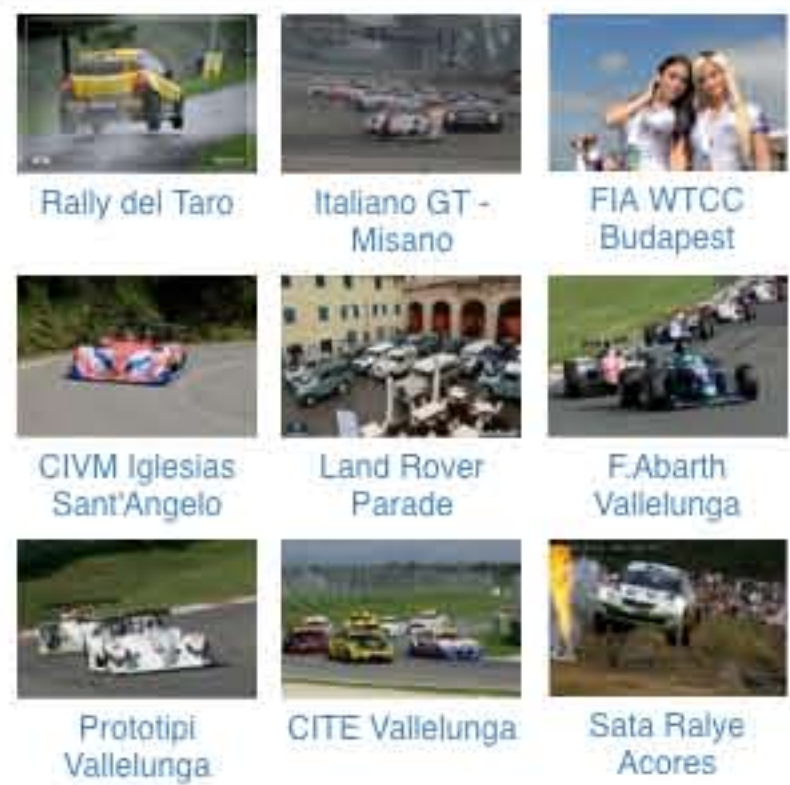 Rally del Taro
Italiano GT -
Misano
FIA WTCC
Budapest
CIVM Iglesias
Sant'Angelo
Land Rover
Parade
F.Abarth
Vallelunga
Prototipi
Vallelunga
CITE Vallelunga
Sata Ralye
Acores